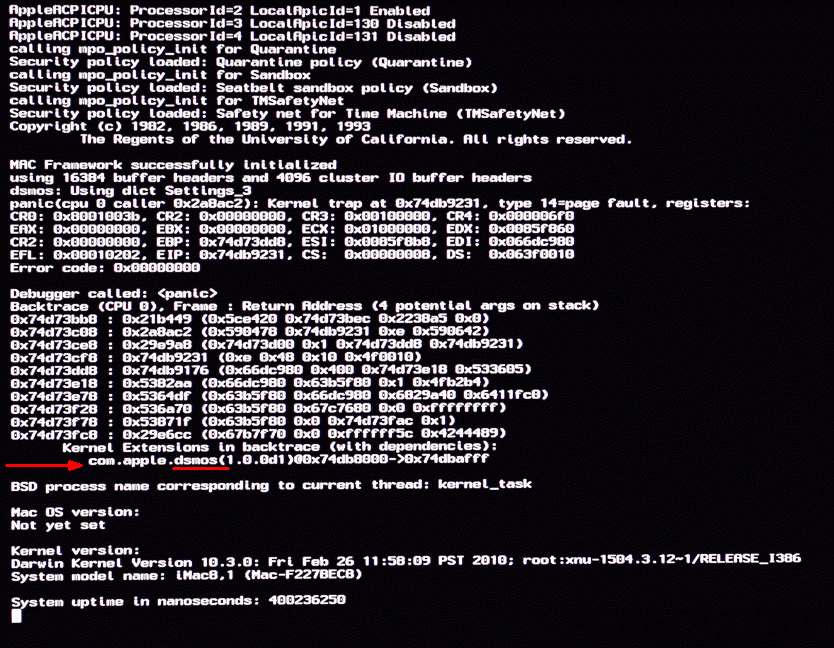 AppleACPICPU: ProcessorId=2 LocalApicId=1 Enabled
AppleACPICPU: ProcessorId=3 LocalApicId=130 Disabled
AppleACPICPU: ProcessorId=4 LocalApicId=131 Disabled
calling mpo_policy_init for Quarantine
Security policy loaded: Quarantine policy (Quarantine)
calling mpo_policy_init for Sandbox
Security policy loaded: Seatbelt sandbox policy (Sandbox)
calling mpo_policy_init for TMSafetyNet
Security policy loaded: Safety net for Time Machine (TMSafetyNet)
Copyright (c) 1982, 1986, 1989, 1991, 1993
The Regents of the University of California. All rights reserved.
MAC Framework successfully initialized
using 16384 buffer headers and 4096 cluster IO buffer headers
dsmos: Using dict Settings_3
panic(cpu 0 caller 0x2a8ac2): Kernel trap at 0x74db9231, type 14=page fault, registers:
CR0: 0x8001003b, CR2: 0x00000000, CR3: 0x00100000, CR4: 0x000006f0
EAX: 0x00000000, EBX: 0x00000000, ECX: 0x01000000, EDX: 0x0085f860
CR2: 0x00000000, EBP: 0x74d73dd8, ESI: 0x0085f8b8, EDI: 0x066dc980
EFL: 0x00010202, EIP: 0x74db9231, CS: 0x00000008, DS: 0x063f0010
Error code: 0x00000000
Debugger called: <panic>
Backtrace (CPU 0), Frame : Return Address (4 potential args on stack)
0x74d73bb8 : 0x21b449 (0x5ce420 0x74d73bec 0x2238a5 0x0)
0x74d73c08 : 0x2a8ac2 (0x590478 0x74db9231 0xe 0x590642)
0x74d73ce8 : 0x29e9a8 (0x74d73d00 0x1 0x74d73dd8 0x74db9231)
0x74d73cf8 : 0x74db9231 (0xe 0x48 0x10 0x4f0010)
0x74d73dd8 : 0x74db9176 (0x66dc980 0x400 0x74d73e18 0x533605)
0x74d73e18 : 0x5382aa (0x66dc980 0x63b5f80 0x1 0x4fb2b4)
0x74d73e78 : 0x5364df (0x63b5f80 0x66dc980 0x6829a40 0x6411fc0)
0x74d73f28 : 0x536a70 (0x63b5f80 0x67c7680 0x0 0xffffffff)
0x74d73f78 : 0x53871f (0x63b5f80 0x0 0x74d73fac 0x1)
0x74d73fc8 : 0x29e6cc (0x67b7f70 0x0 0xffffff5c 0x4244489)
Kernel Extensions in backtrace (with dependencies):
com.apple.dsmos(1.0.0d1)@0x74db8000->0x74dbafff
BSD process name corresponding to current thread: kernel_task
Mac OS version:
Not yet set
Kernel version:
Darwin Kernel Version 10.3.0: Fri Feb 26 11:58:09 PST 2010; root:xnu-1504.3.12~1/RELEASE_I386
System model name: iMac8,1 (Mac-F227BEC8)
System uptime in nanoseconds: 400236250